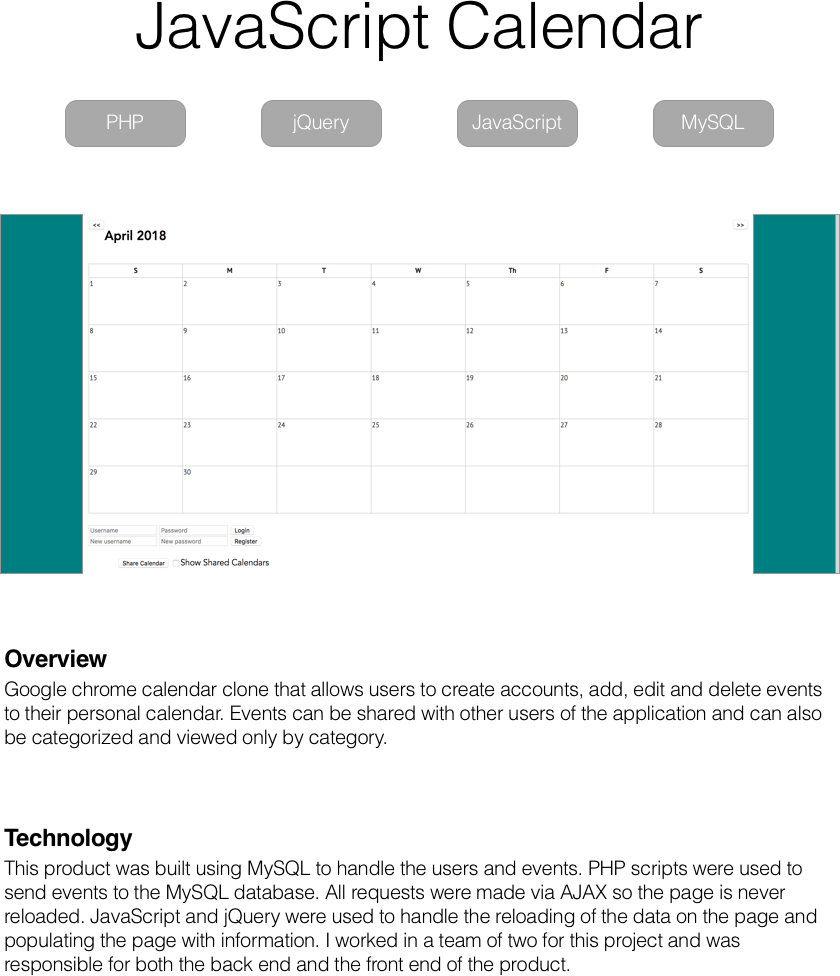 JavaScript Calendar
PHP jQuery JavaScript MySQL
<< >>
April 2018
S M T W Th F S
1 2 3 4 5 6 7
8 9 10 11 12 13 14
15 16 17 18 19 20 21
22 23 24 25 26 27 28
29 30
Username Password Login
New username New password Register
Share Calendar Show Shared Calendars
Overview
Google chrome calendar clone that allows users to create accounts, add, edit and delete events
to their personal calendar. Events can be shared with other users of the application and can also
be categorized and viewed only by category.
Technology
This product was built using MySQL to handle the users and events. PHP scripts were used to
send events to the MySQL database. All requests were made via AJAX so the page is never
reloaded. JavaScript and jQuery were used to handle the reloading of the data on the page and
populating the page with information. I worked in a team of two for this project and was
responsible for both the back end and the front end of the product.